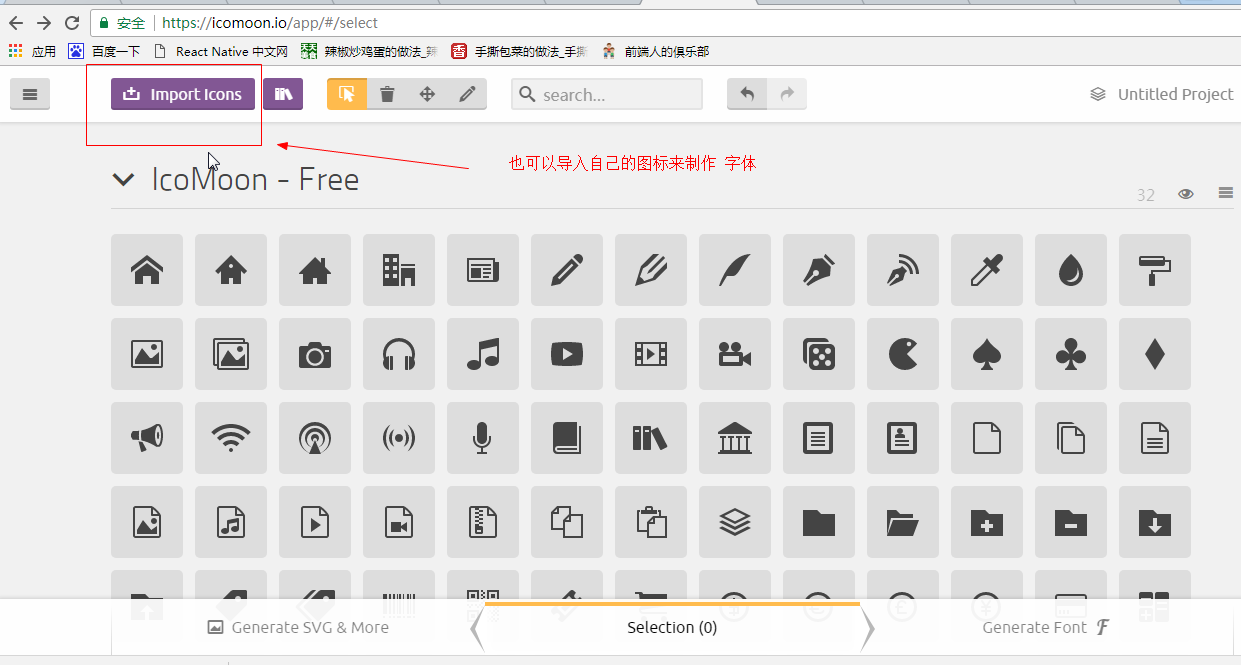 安全 https://icomoon.io/app/#/select
应用 百度一下 React Native 中文网 辣椒炒鸡蛋的做法_辣 手撕包菜的做法_手撕 前端人的俱乐部
Import Icons search... Untitled Project
也可以导入自己的图标来制作 字体
IcoMoon - Free
32
Generate SVG & More Selection (0) Generate Font